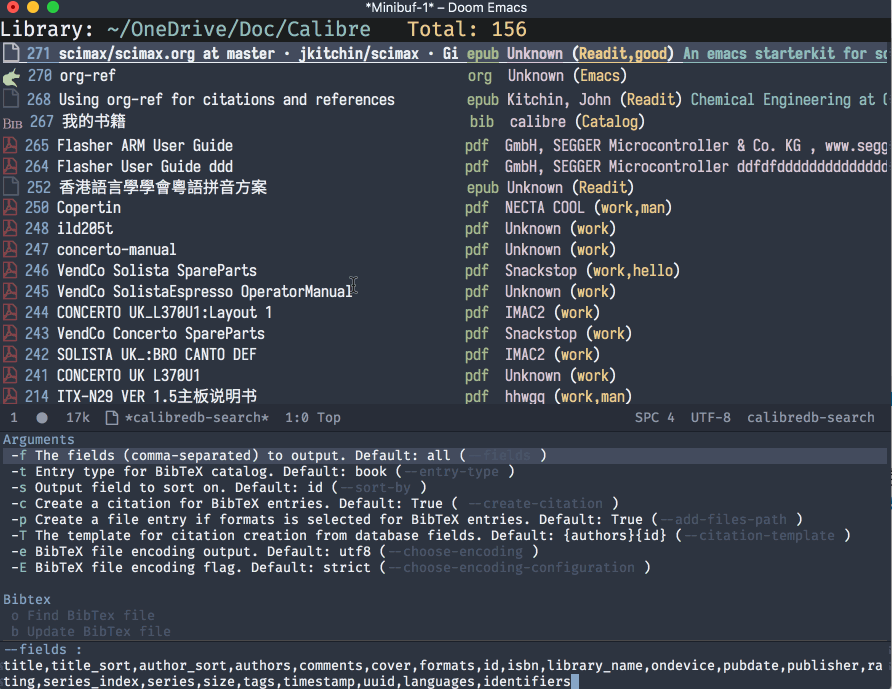 *Minibuf-1* – Doom Emacs
Library: ~/OneDrive/Doc/Calibre Total: 156
271 scimax/scimax.org at master · jkitchin/scimax · Gi epub Unknown (Readit,good) An emacs starterkit for sc
270 org-ref org Unknown (Emacs)
268 Using org-ref for citations and references epub Kitchin, John (Readit) Chemical Engineering at
BIB 267 我的书籍 bib calibre (Catalog)
265 Flasher ARM User Guide pdf GmbH, SEGGER Microcontroller & Co. KG , www.segg
264 Flasher User Guide ddd pdf GmbH, SEGGER Microcontroller ddfdfddddddddddddddd
252 香港語言學學會粵語拼音方案 epub Unknown (Readit)
250 Copertin pdf NECTA COOL (work,man)
248 ild205t pdf Unknown (work)
247 concerto-manual pdf Unknown (work)
246 VendCo Solista SpareParts pdf Snackstop (work,hello)
245 VendCo SolistaEspresso OperatorManual pdf Unknown (work)
244 CONCERTO UK_L370U1:Layout 1 pdf IMAC2 (work)
243 VendCo Concerto SpareParts pdf Snackstop (work)
242 SOLISTA UK_:BRO CANTO DEF pdf IMAC2 (work)
241 CONCERTO UK L370U1 pdf Unknown (work)
214 ITX-N29 VER 1.5主板说明书 pdf hhwgq (work,man)
1 17k *calibredb-search* 1:0 Top SPC 4 UTF-8 calibredb-search
Arguments
-f The fields (comma-separated) to output. Default: all (--fields )
-t Entry type for BibTeX catalog. Default: book (--entry-type )
-s Output field to sort on. Default: id (--sort-by )
-c Create a citation for BibTeX entries. Default: True ( --create-citation )
-p Create a file entry if formats is selected for BibTeX entries. Default: True (--add-files-path )
-T The template for citation creation from database fields. Default: {authors}{id} (--citation-template )
-e BibTeX file encoding output. Default: utf8 (--choose-encoding )
-E BibTeX file encoding flag. Default: strict (--choose-encoding-configuration )
Bibtex
o Find BibTex file
b Update BibTex file
--fields :
title,title_sort,author_sort,authors,comments,cover,formats,id,isbn,library_name,ondevice,pubdate,publisher,ra
ting,series_index,series,size,tags,timestamp,uuid,languages,identifiers